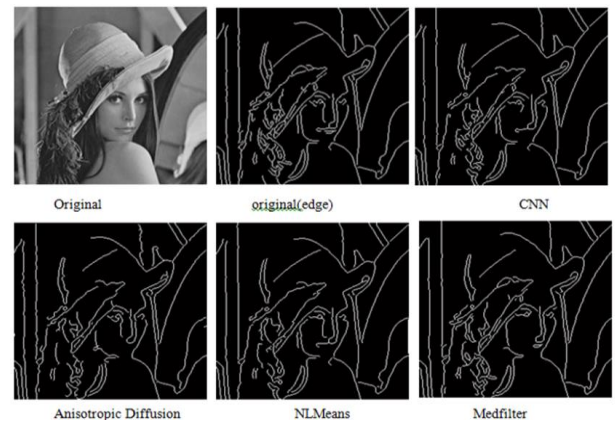 Original
original(edge)
CNN
Anisotropic Diffusion
NLMeans
Medfilter